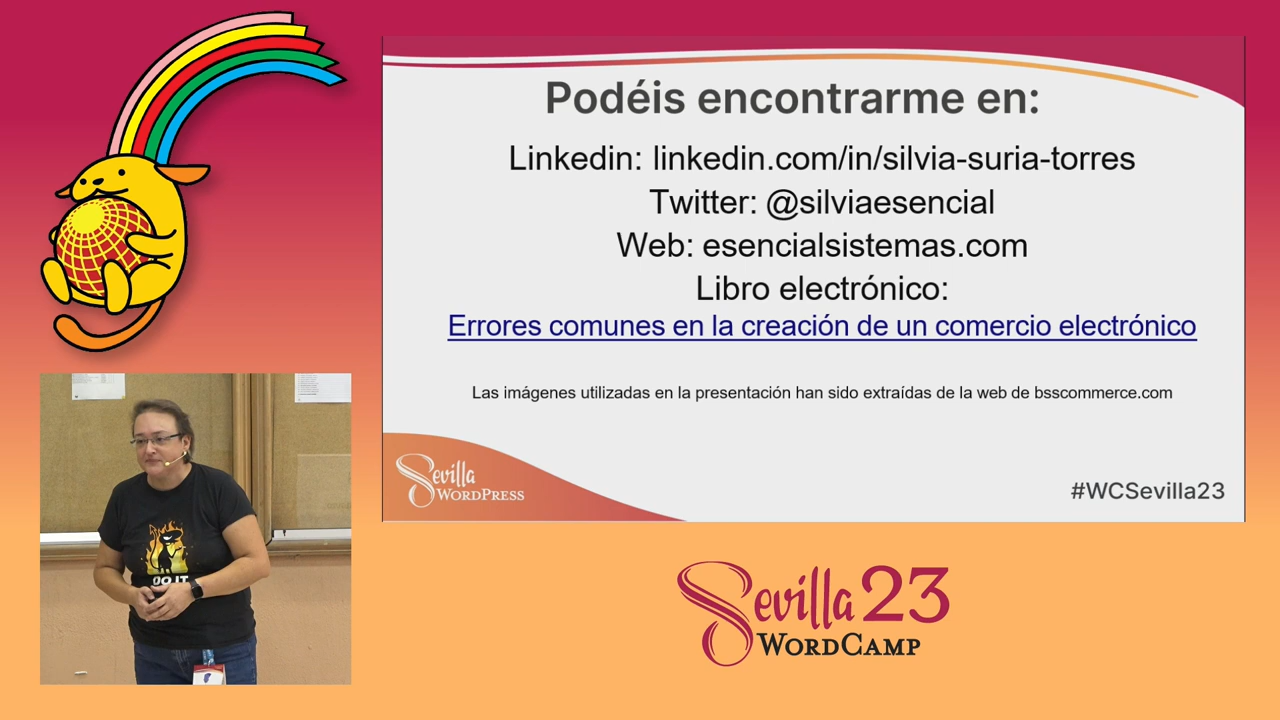 Podéis encontrarme en:
Linkedin: linkedin.com/in/silvia-suria-torres
Twitter: @silviaesencial
Web: esencialsistemas.com
Libro electrónico:
Errores comunes en la creación de un comercio electrónico
Las imágenes utilizadas en la presentación han sido extraídas de la web de bsscommerce.com
Sevilla
WORDPRESS
#WCSevilla23
DO IT
Sevilla 23
WORDCAMP